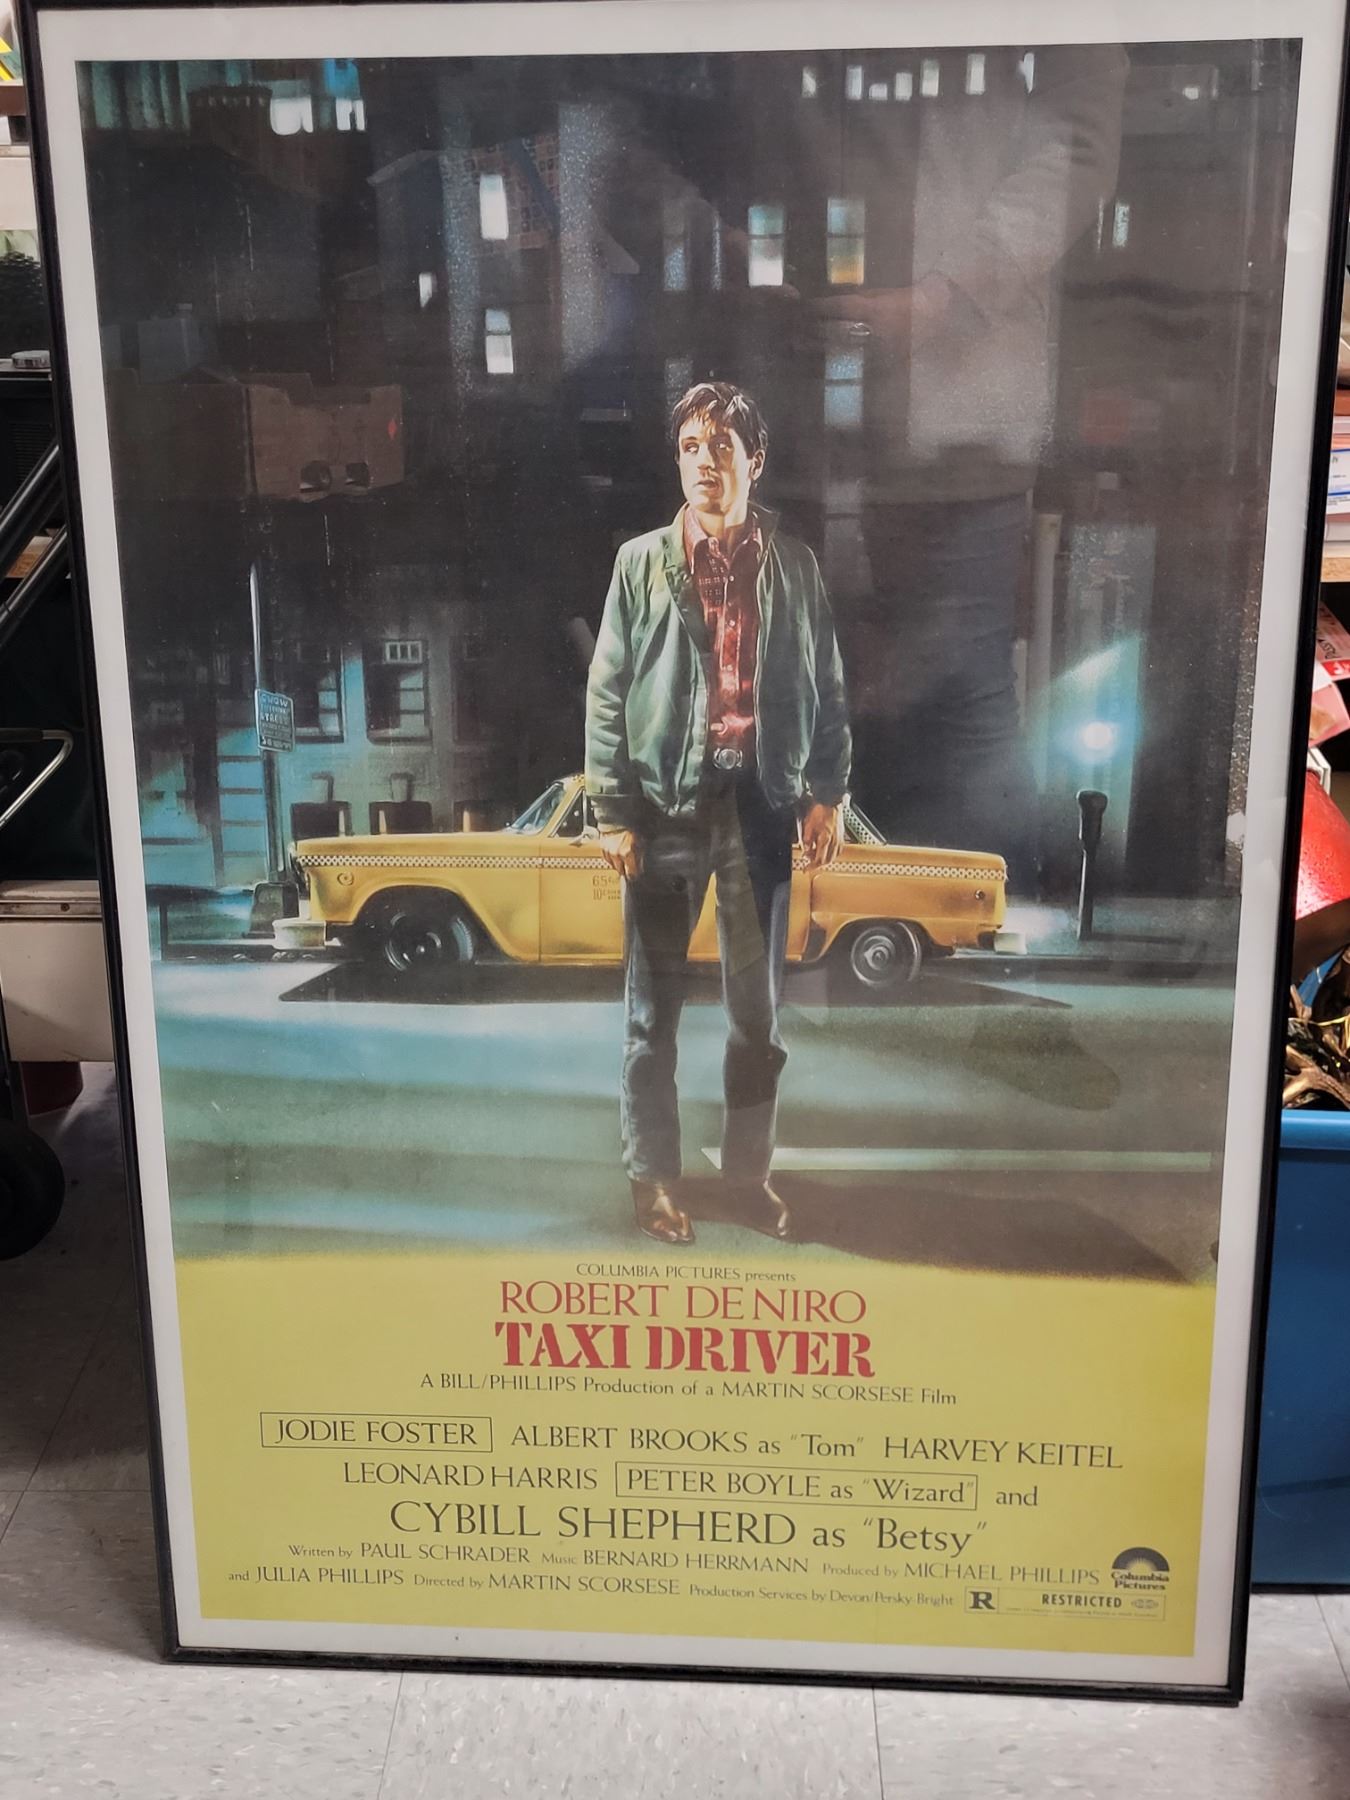 COLUMBIA PICTURES presents
ROBERT DE NIRO
TAXI DRIVER
A BILL/PHILLIPS Production of a MARTIN SCORSESE Film
JODIE FOSTER ALBERT BROOKS as "Tom" HARVEY KEITEL
LEONARD HARRIS PETER BOYLE as "Wizard" and
CYBILL SHEPHERD as "Betsy"
Written by PAUL SCHRADER Music BERNARD HERRMANN Produced by MICHAEL PHILLIPS
and JULIA PHILLIPS Directed by MARTIN SCORSESE Production Services by Devon/Persky-Bright
Columbia
Pictures
R RESTRICTED